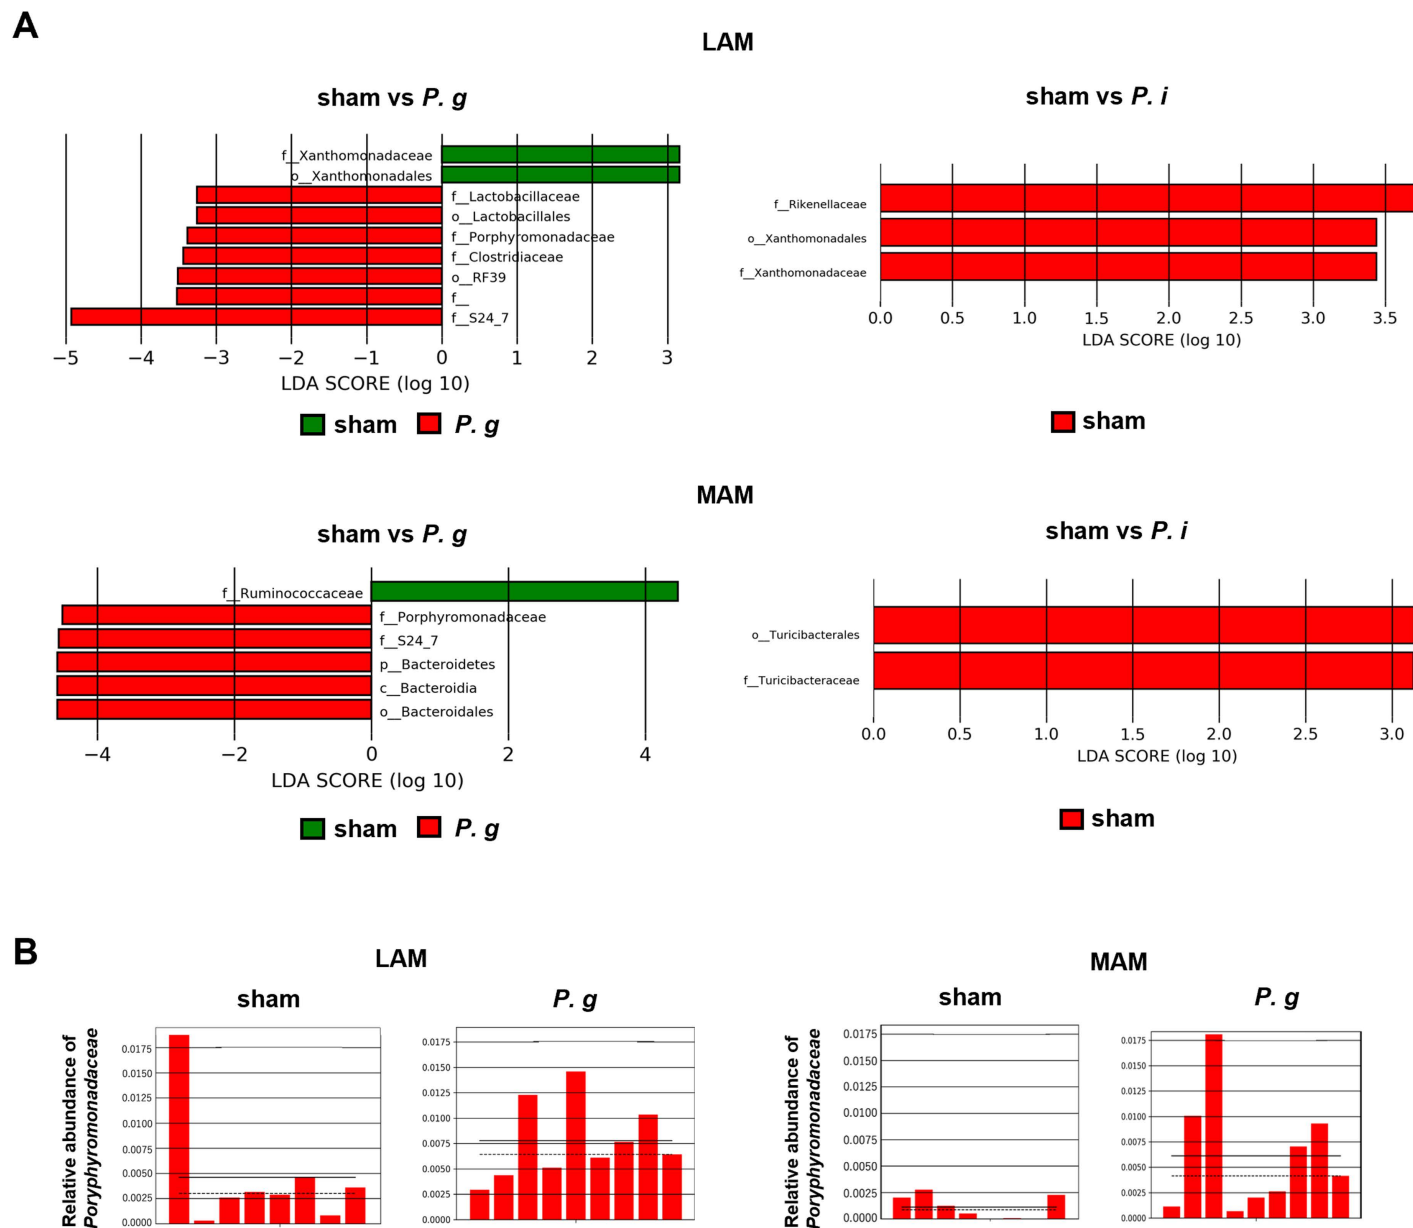 A
LAM
sham vs P. g
f__Xanthomonadaceae
o__Xanthomonadales
f__Lactobacillaceae
o__Lactobacillales
f__Porphyromonadaceae
f__Clostridiaceae
o__RF39
f__
f__S24_7
−5 −4 −3 −2 −1 0 1 2 3
LDA SCORE (log 10)
sham P. g
sham vs P. i
f__Rikenellaceae
o__Xanthomonadales
f__Xanthomonadaceae
0.0 0.5 1.0 1.5 2.0 2.5 3.0 3.5
LDA SCORE (log 10)
sham
MAM
sham vs P. g
f__Ruminococcaceae
f__Porphyromonadaceae
f__S24_7
p__Bacteroidetes
c__Bacteroidia
o__Bacteroidales
−4 −2 0 2 4
LDA SCORE (log 10)
sham P. g
sham vs P. i
o__Turicibacterales
f__Turicibacteraceae
0.0 0.5 1.0 1.5 2.0 2.5 3.0
LDA SCORE (log 10)
sham
B
LAM
Relative abundance of
Poryphyromonadaceae
sham
0.0175
0.0150
0.0125
0.0100
0.0075
0.0050
0.0025
0.0000
P. g
0.0175
0.0150
0.0125
0.0100
0.0075
0.0050
0.0025
0.0000
MAM
Relative abundance of
Poryphyromonadaceae
sham
0.0175
0.0150
0.0125
0.0100
0.0075
0.0050
0.0025
0.0000
P. g
0.0175
0.0150
0.0125
0.0100
0.0075
0.0050
0.0025
0.0000